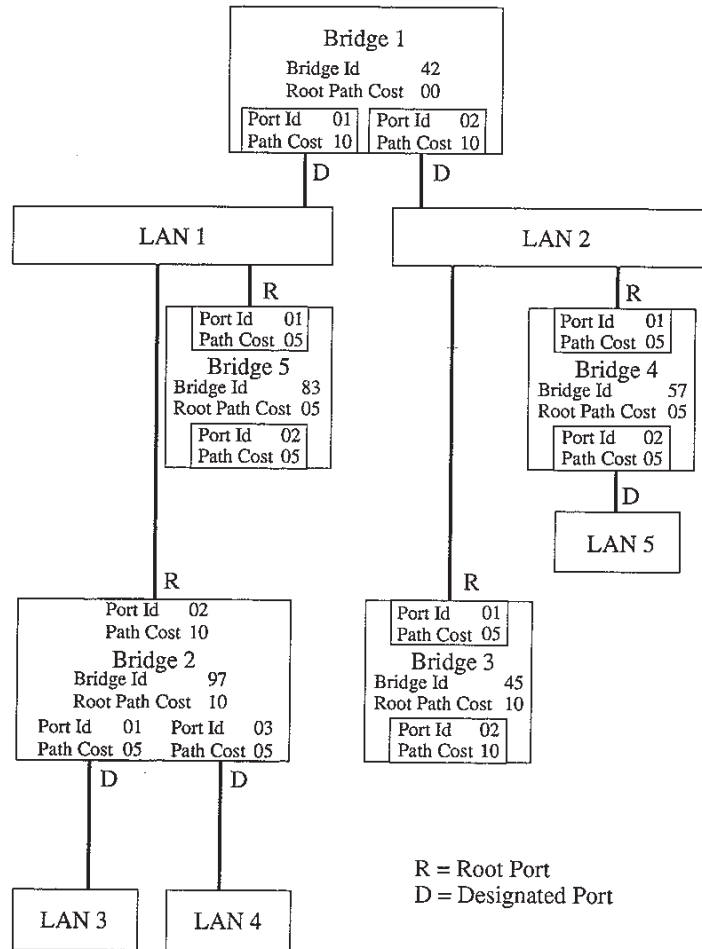 Bridge 1
Bridge Id 42
Root Path Cost 00
Port Id 01
Path Cost 10
Port Id 02
Path Cost 10
D
D
LAN 1
LAN 2
R
Port Id 01
Path Cost 05
Bridge 5
Bridge Id 83
Root Path Cost 05
Port Id 02
Path Cost 05
R
Port Id 01
Path Cost 05
Bridge 4
Bridge Id 57
Root Path Cost 05
Port Id 02
Path Cost 05
D
LAN 5
R
Port Id 02
Path Cost 10
Bridge 2
Bridge Id 97
Root Path Cost 10
Port Id 01
Path Cost 05
Port Id 03
Path Cost 05
D
D
R
Port Id 01
Path Cost 05
Bridge 3
Bridge Id 45
Root Path Cost 10
Port Id 02
Path Cost 10
LAN 3
LAN 4
R = Root Port
D = Designated Port